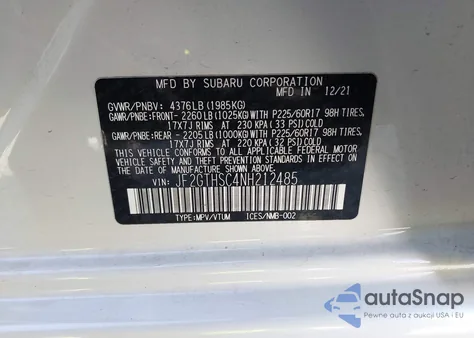 MFD BY SUBARU CORPORATION
MFD IN 12/21
GVWR/PNBV: 4376 LB (1985KG)
GAWR/PNBE:FRONT- 2260 LB (1025KG)WITH P225/60R17 98H TIRES,
17X7J RIMS AT 230 KPA (33 PSI)COLD
GAWR/PNBE:REAR - 2205 LB (1000KG)WITH P225/60R17 98H TIRES,
17X7J RIMS AT 220 KPA (32 PSI)COLD
THIS VEHICLE CONFORMS TO ALL APPLICABLE FEDERAL MOTOR VEHICLE
SAFETY AND THEFT PREVENTION STANDARDS IN EFFECT ON THE
DATE OF MANUFACTURE SHOWN ABOVE.
VIN: JF2GTHSC4NH212485
TYPE:MPV/VTUM ICES/NMB-002
autoSnap
Pewne auta z aukcji USA i EU